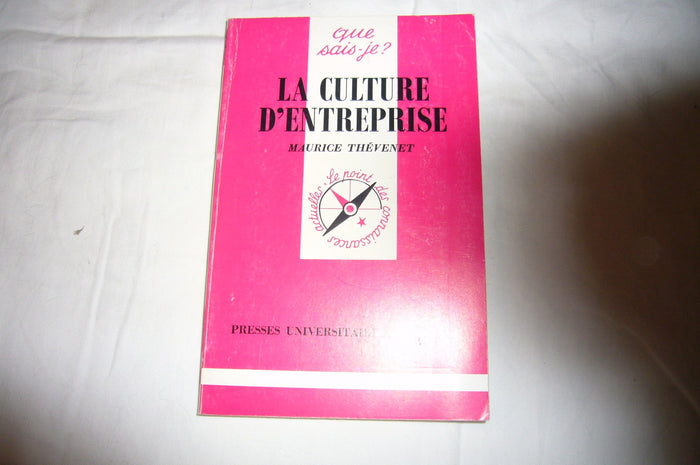 que
sais-je?
LA CULTURE
D'ENTREPRISE
MAURICE THÉVENET
Le point des connaissances actuelles
PRESSES